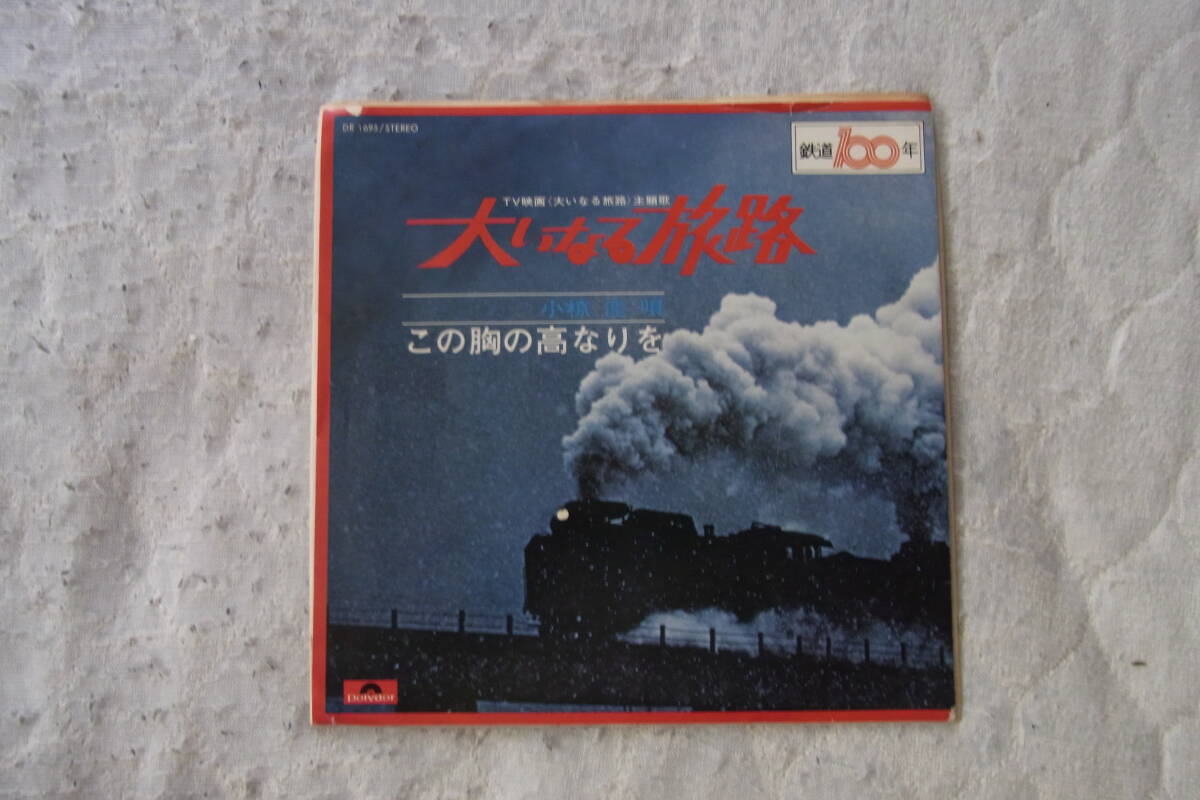 DR 1695/STEREO
鉄道100年
TV映画〈大いなる旅路〉主題歌
大いなる旅路
小椋 佳 唄
この胸の高なりを
Polydor